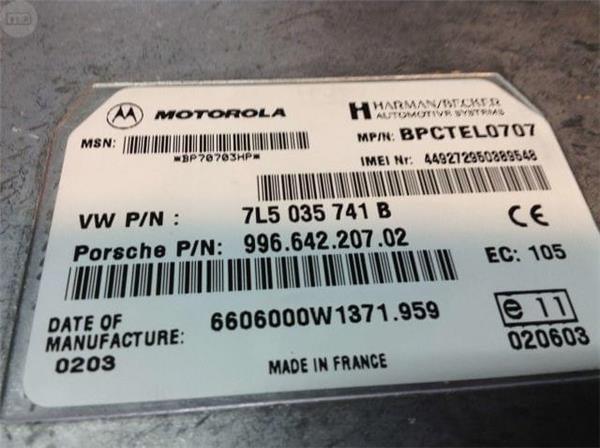 MOTOROLA
HARMAN/BECKER
AUTOMOTIVE SYSTEMS
MSN:
*BP70703HP*
MP/N: BPCTEL0707
IMEI Nr: 449272950389548
VW P/N : 7L5 035 741 B
CE
Porsche P/N: 996.642.207.02
EC: 105
6606000W1371.959
e 11
020603
DATE OF
MANUFACTURE:
0203
MADE IN FRANCE